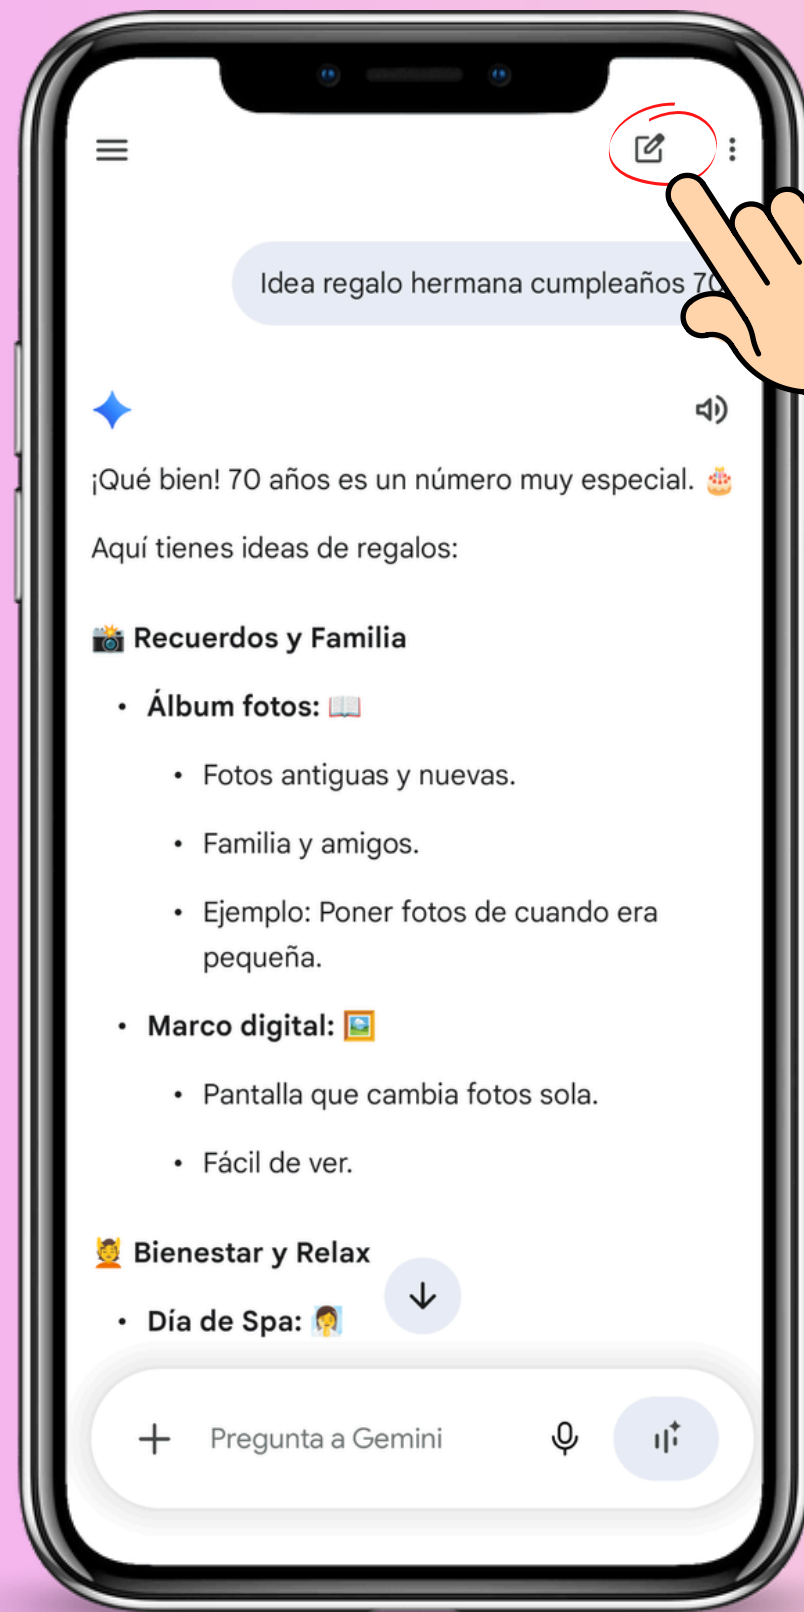 Idea regalo hermana cumpleaños 70
¡Qué bien! 70 años es un número muy especial. 🎂
Aquí tienes ideas de regalos:
📸 Recuerdos y Familia
• Álbum fotos: 📖
• Fotos antiguas y nuevas.
• Familia y amigos.
• Ejemplo: Poner fotos de cuando era
pequeña.
• Marco digital: 🖼️
• Pantalla que cambia fotos sola.
• Fácil de ver.
💆 Bienestar y Relax
• Día de Spa: 🧖‍♀️
Pregunta a Gemini